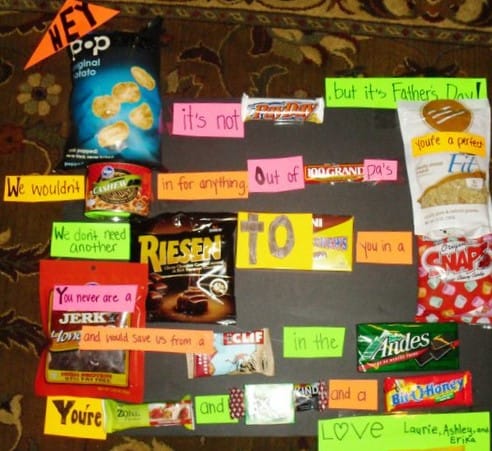 HEY
pop
original
potato
it's not PayDay
, but it's Father's Day!
You're a perfect
Fit
We wouldn't CASHEW in for anything. Out of 100 GRAND pa's
We don't need another RIESEN TO you in a SNAPS
You never are a JERKY
and would save us from a CLIF in the Andes
You're ZONE and KIND and a Bit-O-Honey
LOVE Laurie, Ashley, and Erika